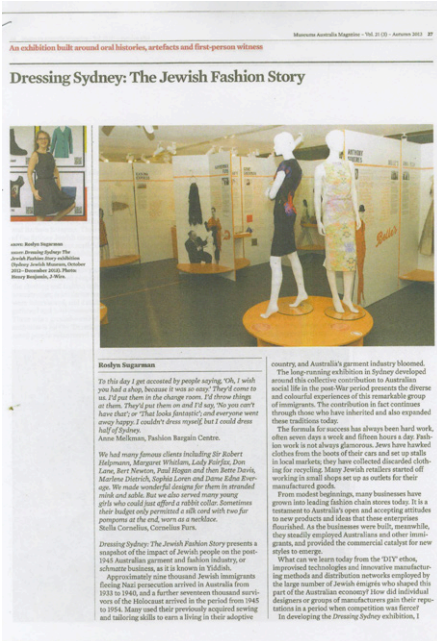 Museums Australia Magazine – Vol. 21 (3) – Autumn 2013 27
An exhibition built around oral histories, artefacts and first-person witness
Dressing Sydney: The Jewish Fashion Story
Roslyn Sugarman
Dressing Sydney: The
Jewish Fashion Story exhibition
(Sydney Jewish Museum, October
2012 – December 2013). Photo:
Henry Benjamin, J-Wire.
Roslyn Sugarman
To this day I get accosted by people saying, 'Oh, I wish
you had a shop, because it was so easy.' They'd come to
us. I'd put them in the change room. I'd throw things
at them. They'd put them on and I'd say, 'No you can't
have that'; or 'That looks fantastic'; and everyone went
away happy. I couldn't dress myself, but I could dress
half of Sydney.
Anne Melkman, Fashion Bargain Centre.
We had many famous clients including Sir Robert
Helpmann, Margaret Whitlam, Lady Fairfax, Don
Lane, Bert Newton, Paul Hogan and then Bette Davis,
Marlene Dietrich, Sophia Loren and Dame Edna Ever-
age. We made wonderful designs for them in stranded
mink and sable. But we also served many young
girls who could just afford a rabbit collar. Sometimes
their budget only permitted a silk cord with two fur
pompoms at the end, worn as a necklace.
Stella Cornelius, Cornelius Furs.
Dressing Sydney: The Jewish Fashion Story presents a
snapshot of the impact of Jewish people on the post-
1945 Australian garment and fashion industry, or
schmatte business, as it is known in Yiddish.
Approximately nine thousand Jewish immigrants
fleeing Nazi persecution arrived in Australia from
1933 to 1940, and a further seventeen thousand survi-
vors of the Holocaust arrived in the period from 1945
to 1954. Many used their previously acquired sewing
and tailoring skills to earn a living in their adoptive
country, and Australia's garment industry bloomed.
The long-running exhibition in Sydney developed
around this collective contribution to Australian
social life in the post-War period presents the diverse
and colourful experiences of this remarkable group
of immigrants. The contribution in fact continues
through those who have inherited and also expanded
these traditions today.
The formula for success has always been hard work,
often seven days a week and fifteen hours a day. Fash-
ion work is not always glamorous. Jews have hawked
clothes from the boots of their cars and set up stalls
in local markets; they have collected discarded cloth-
ing for recycling. Many Jewish retailers started off
working in small shops set up as outlets for their
manufactured goods.
From modest beginnings, many businesses have
grown into leading fashion chain stores today. It is a
testament to Australia's open and accepting attitudes
to new products and ideas that these enterprises
flourished. As the businesses were built, meanwhile,
they steadily employed Australians and other immi-
grants, and provided the commercial catalyst for new
styles to emerge.
What can we learn today from the 'DIY' ethos,
improvised technologies and innovative manufactur-
ing methods and distribution networks employed by
the large number of Jewish émigrés who shaped this
part of the Australian economy? How did individual
designers or groups of manufacturers gain their repu-
tations in a period when competition was fierce?
In developing the Dressing Sydney exhibition, I